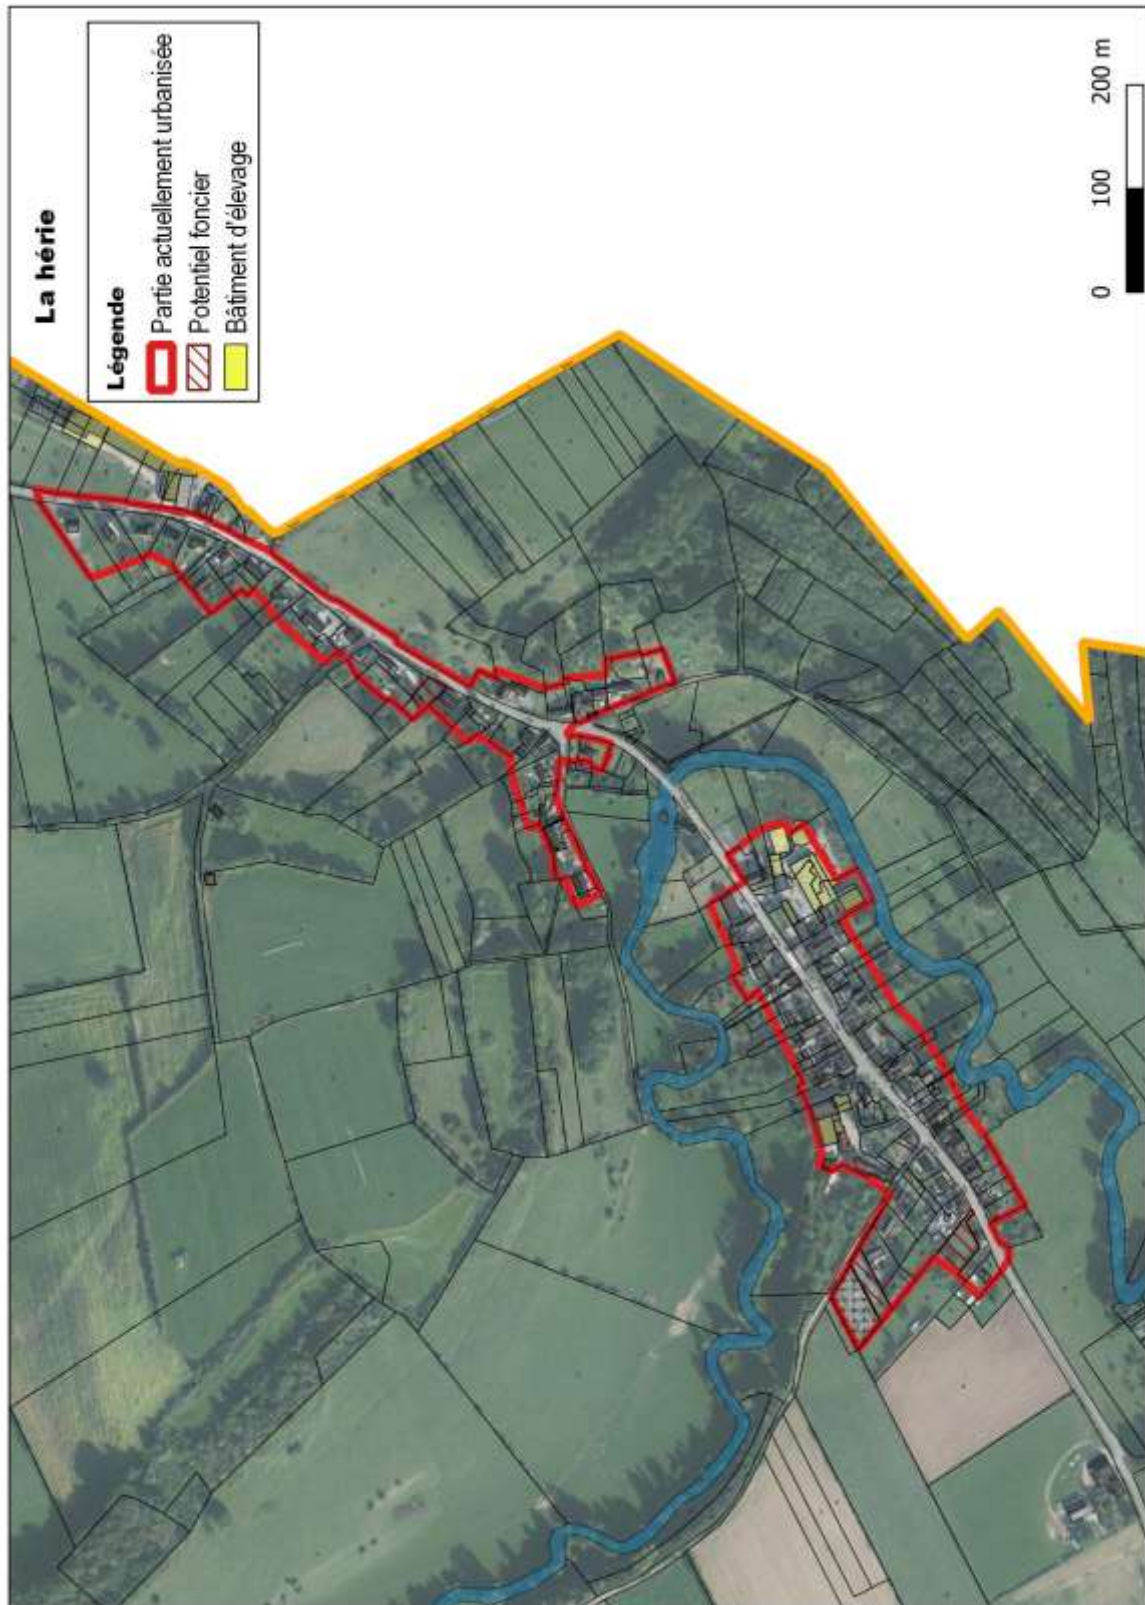 La hérie
Légende
Partie actuellement urbanisée
Potentiel foncier
Bâtiment d'élevage
0 100 200 m